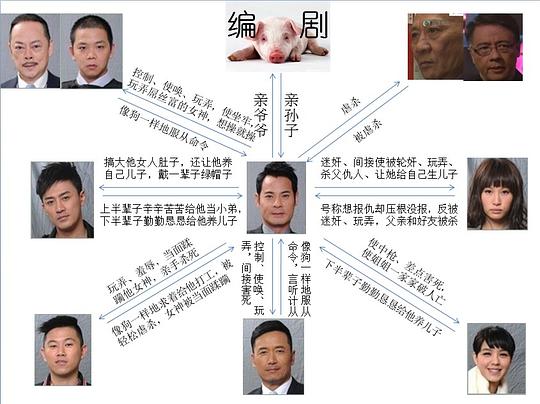 编 剧
亲爷爷
亲孙子
控制、使唤、玩弄，使坐牢，
玩弄屌丝富的女神，想操就操
像狗一样地服从命令
虐杀
被虐杀
搞大他女人肚子，还让他养
自己儿子，戴一辈子绿帽子
上半辈子辛辛苦苦给他当小弟，
下半辈子勤勤恳恳给他养儿子
迷奸、间接使被轮奸、玩弄、
杀父仇人、让她给自己生儿子
号称想报仇却压根没报，反被
迷奸、玩弄，父亲和好友被杀
玩弄、羞辱，当面蹂
躏他女神，亲手杀死
像狗一样地求着给他打工，被
轻松虐杀，女神被当面蹂躏
控制、使唤、玩
弄，间接害死
像狗一样地服从
命令，言听计从
使中枪、差点害死，
使姐姐一家家破人亡
下半辈子勤勤恳恳给他养儿子